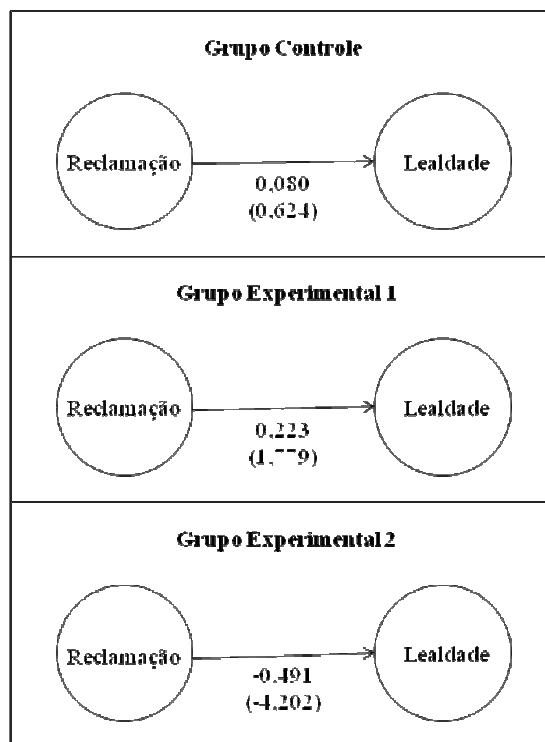 Grupo Controle
Reclamação
Lealdade
0,080
(0,624)
Grupo Experimental 1
Reclamação
Lealdade
0,223
Grupo Experimental 2
Reclamação
Lealdade
-0,491
(-4,202)